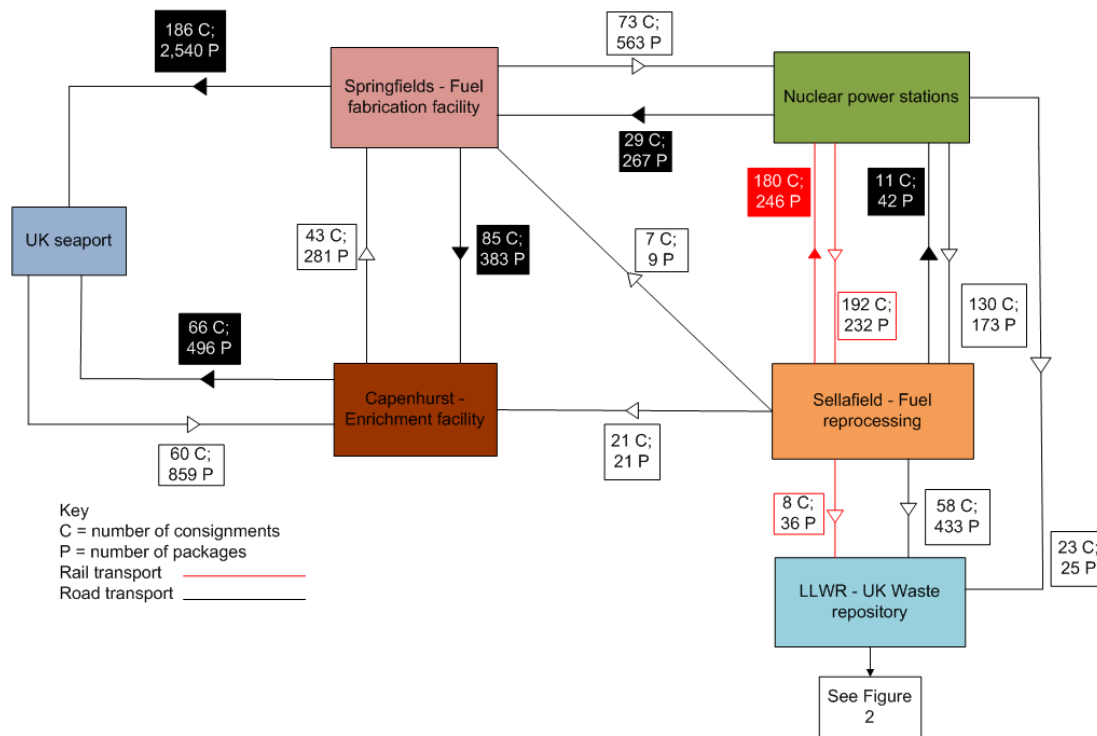 186 C;
2,540 P
73 C;
563 P
Springfields - Fuel
fabrication facility
Nuclear power stations
29 C;
267 P
180 C;
246 P
11 C;
42 P
UK seaport
43 C;
281 P
85 C;
383 P
7 C;
9 P
192 C;
232 P
130 C;
173 P
66 C;
496 P
Capenhurst -
Enrichment facility
Sellafield - Fuel
reprocessing
60 C;
859 P
21 C;
21 P
8 C;
36 P
58 C;
433 P
23 C;
25 P
Key
C = number of consignments
P = number of packages
Rail transport
Road transport
LLWR - UK Waste
repository
See Figure
2